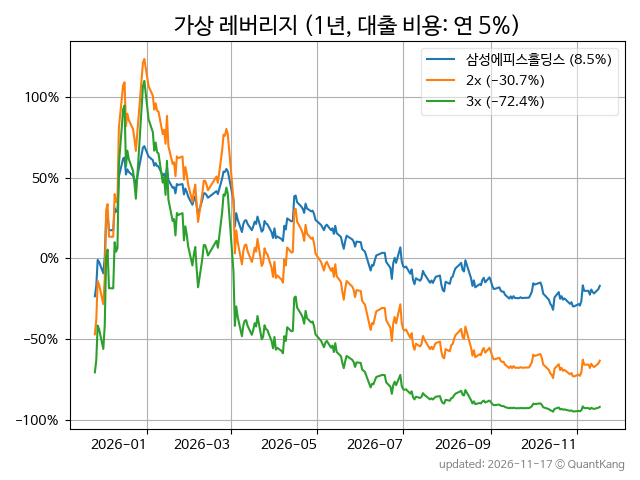 가상 레버리지 (1년, 대출 비용: 연 5%)
삼성에피스홀딩스 (8.5%)
2x (−30.7%)
3x (−72.4%)
100%
50%
0%
−50%
−100%
2026−01 2026−03 2026−05 2026−07 2026−09 2026−11
updated: 2026−11−17 © QuantKang